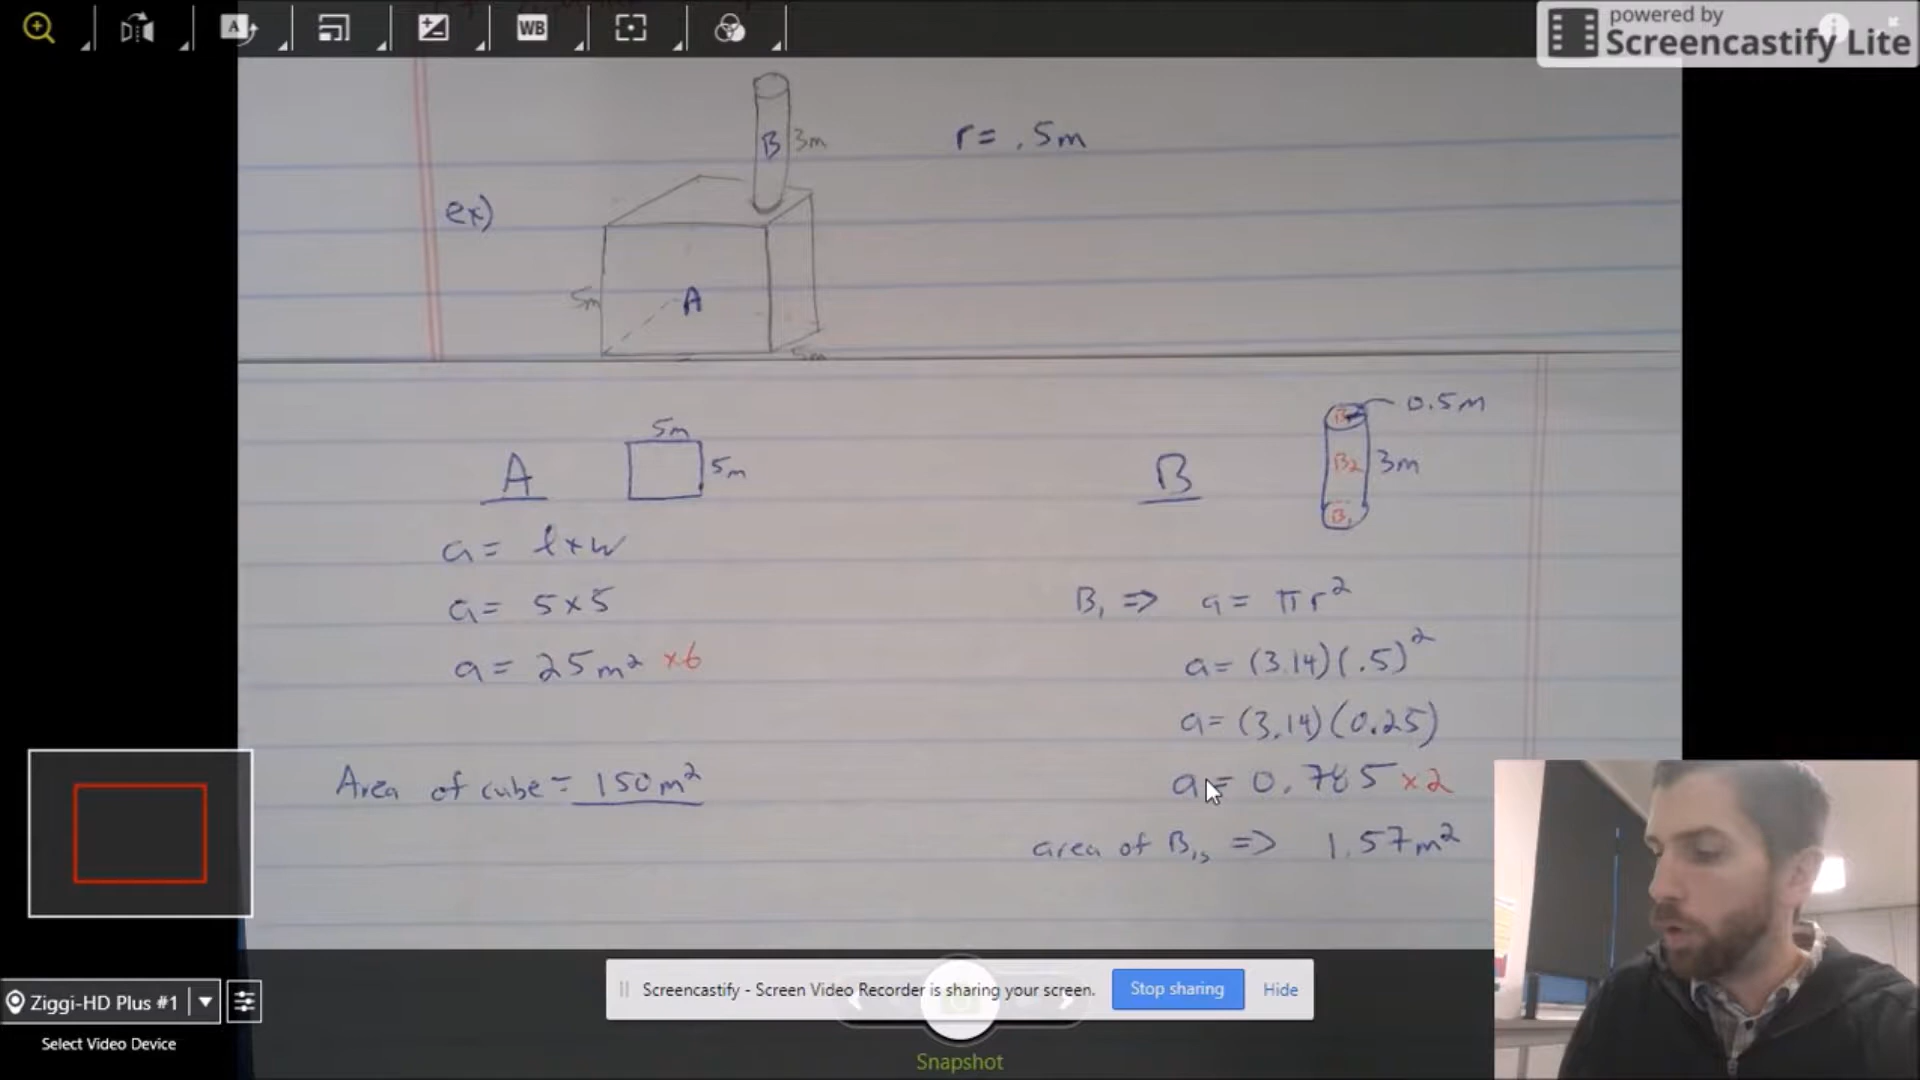 A
WB
powered by
Screencastify Lite
B 3m
r = .5m
ex)
5m
A
5m
5m
5m
A
a = l×w
a = 5×5
a = 25m² ×6
Area of cube = 150m²
0.5m
B₂ 3m
B₁
B
B₁ => a = πr²
a = (3.14)(.5)²
a = (3.14)(0.25)
a = 0.785 ×2
area of B₁s => 1.57m²
Ziggi-HD Plus #1
Select Video Device
Screencastify - Screen Video Recorder is sharing your screen.
Stop sharing
Hide
Snapshot